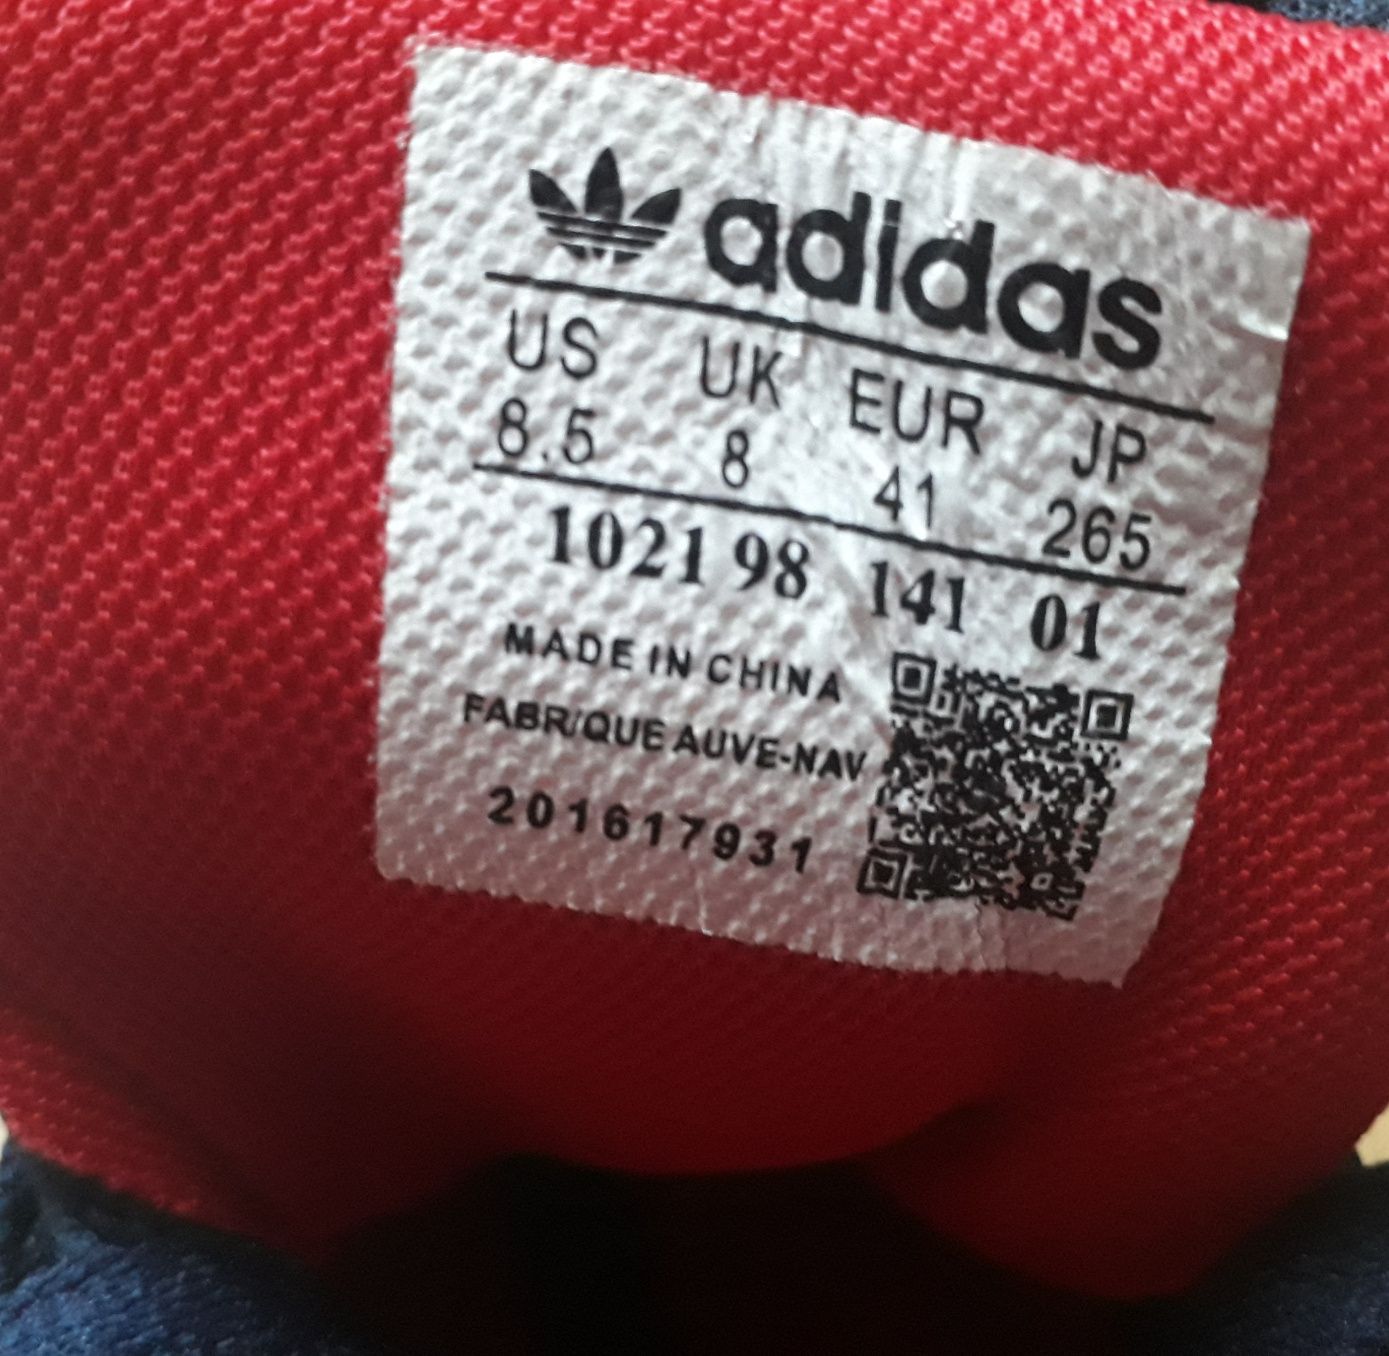 adidas
US UK EUR JP
8.5 8 41 265
1021 98 141 01
MADE IN CHINA
FABR/QUE AUVE-NAV
201617931